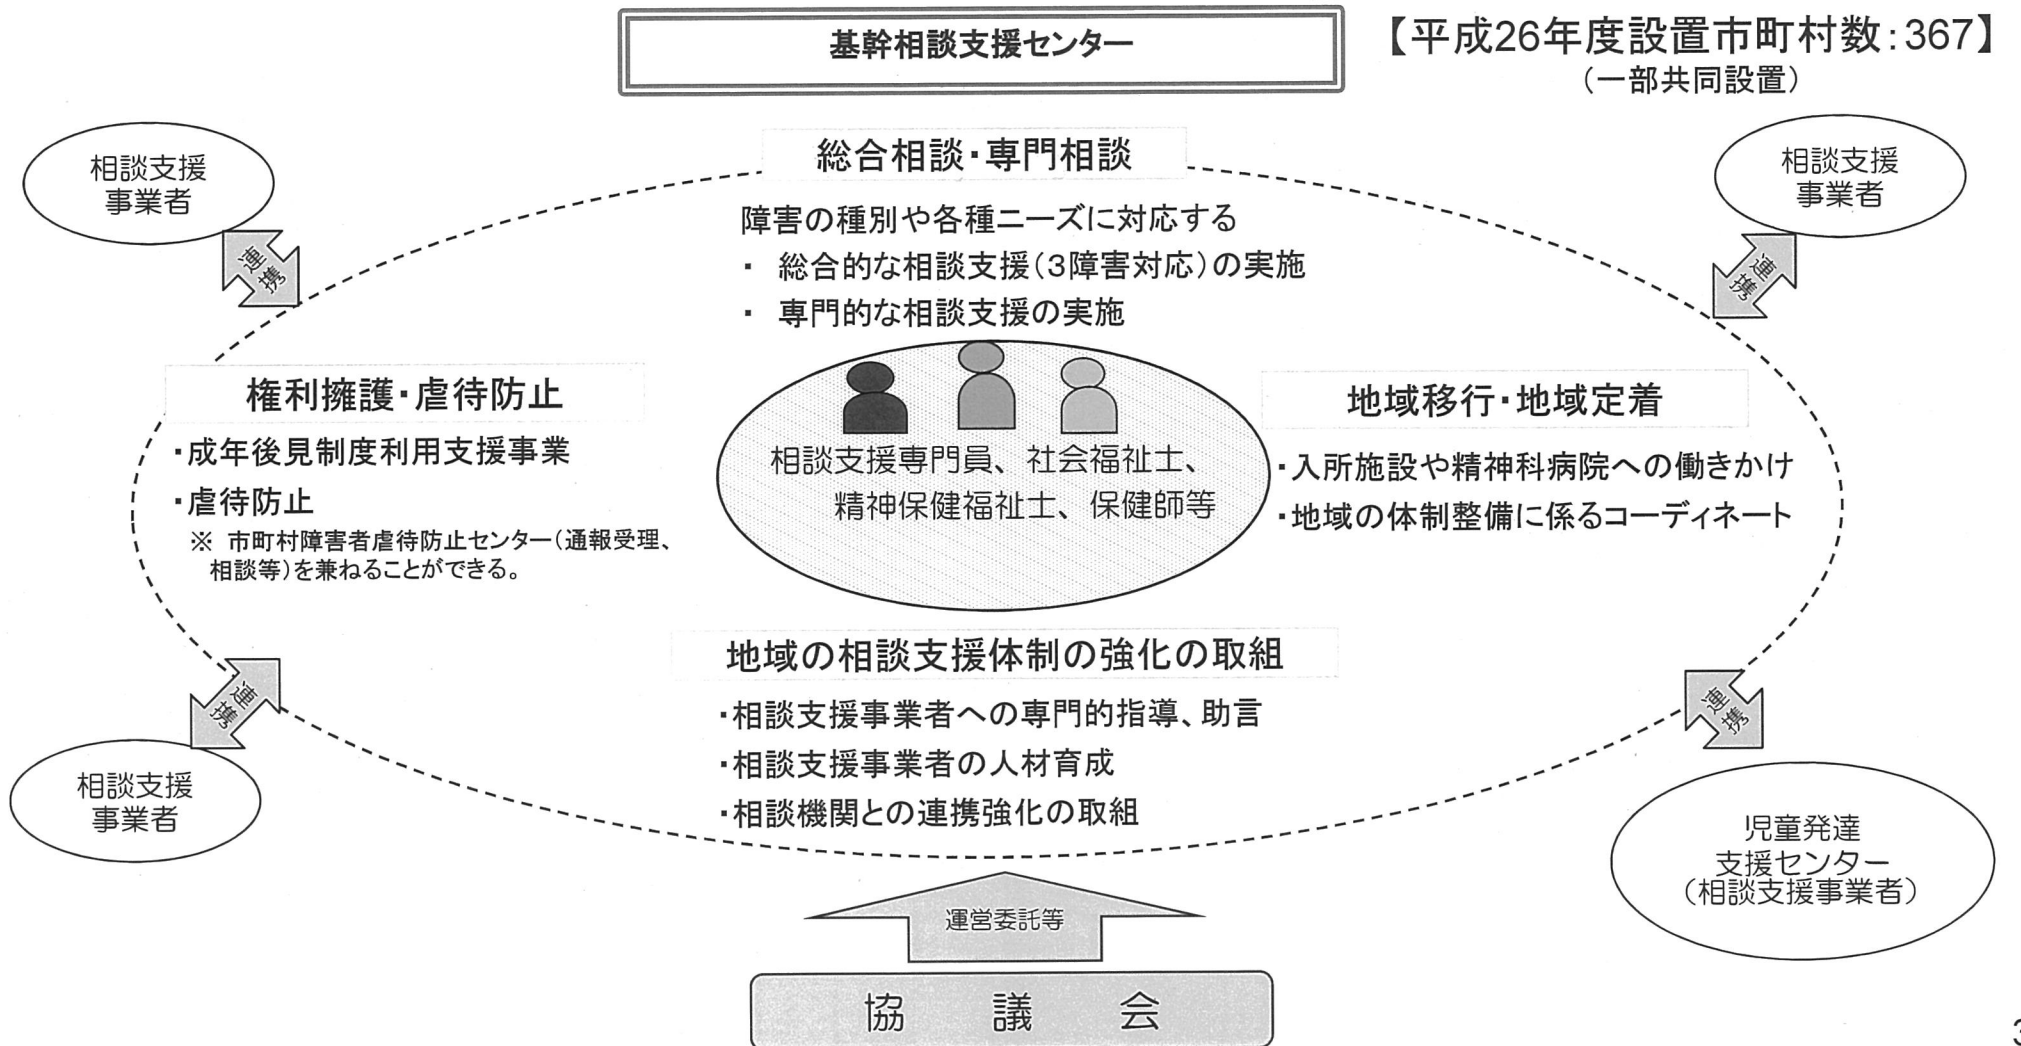 基幹相談支援センター
【平成26年度設置市町村数:367】
(一部共同設置)
相談支援
事業者
相談支援
事業者
連携
連携
総合相談・専門相談
障害の種別や各種ニーズに対応する
・ 総合的な相談支援(3障害対応)の実施
・ 専門的な相談支援の実施
権利擁護・虐待防止
・成年後見制度利用支援事業
・虐待防止
※ 市町村障害者虐待防止センター(通報受理、
相談等)を兼ねることができる。
相談支援専門員、社会福祉士、
精神保健福祉士、保健師等
地域移行・地域定着
・入所施設や精神科病院への働きかけ
・地域の体制整備に係るコーディネート
地域の相談支援体制の強化の取組
・相談支援事業者への専門的指導、助言
・相談支援事業者の人材育成
・相談機関との連携強化の取組
連携
連携
相談支援
事業者
児童発達
支援センター
(相談支援事業者)
運営委託等
協 議 会
3